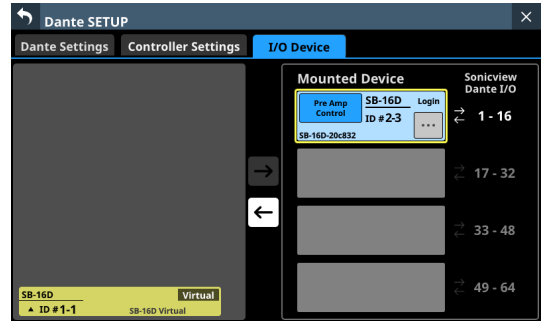 Dante SETUP
Dante Settings
Controller Settings
I/O Device
Mounted Device
Sonicview
Dante I/O
Pre Amp
Control
SB-16D
Login
ID # 2-3
...
SB-16D-20c832
1 - 16
17 - 32
33 - 48
49 - 64
SB-16D
Virtual
ID # 1-1
SB-16D Virtual